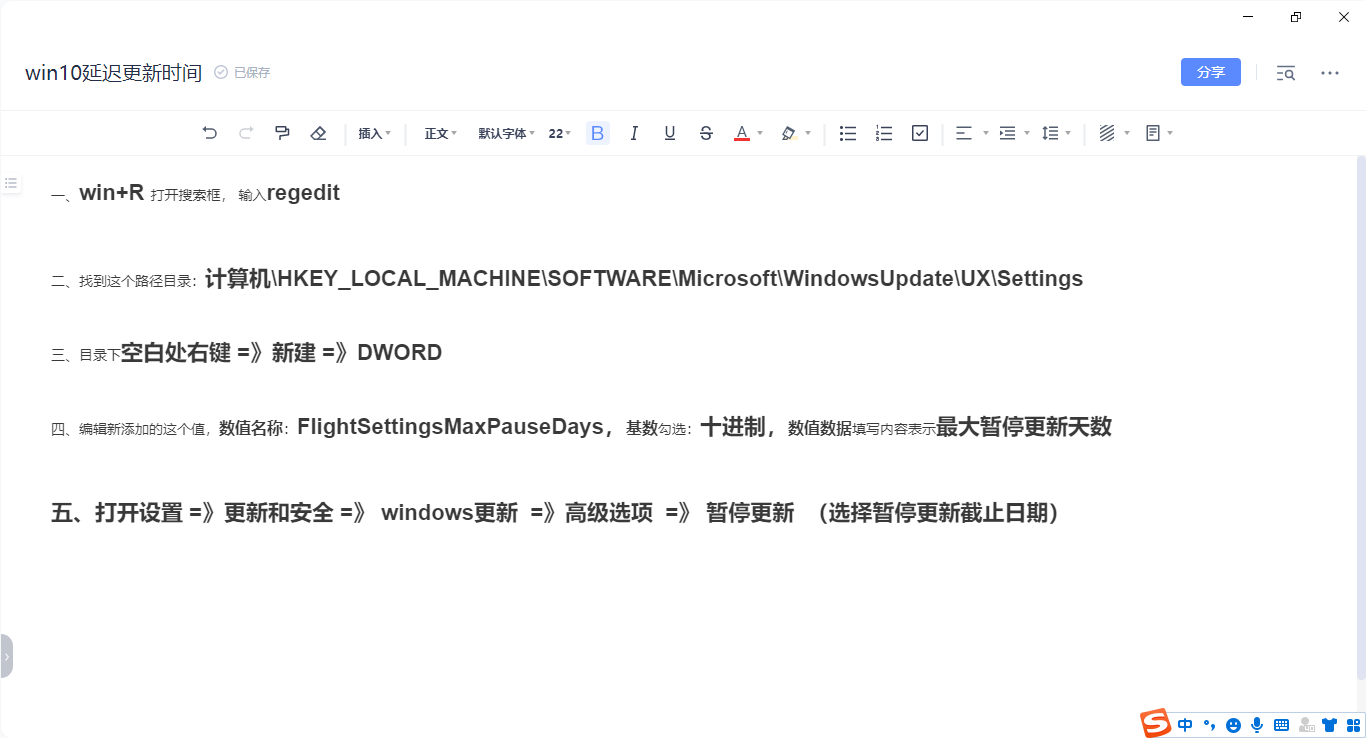 win10延迟更新时间 已保存
分享
插入 正文 默认字体 22 B I U S A
一、win+R 打开搜索框， 输入regedit
二、找到这个路径目录：计算机\HKEY_LOCAL_MACHINE\SOFTWARE\Microsoft\WindowsUpdate\UX\Settings
三、目录下空白处右键 =》新建 =》DWORD
四、编辑新添加的这个值，数值名称：FlightSettingsMaxPauseDays，基数勾选：十进制，数值数据填写内容表示最大暂停更新天数
五、打开设置 =》更新和安全 =》 windows更新 =》高级选项 =》 暂停更新 （选择暂停更新截止日期）
S 中